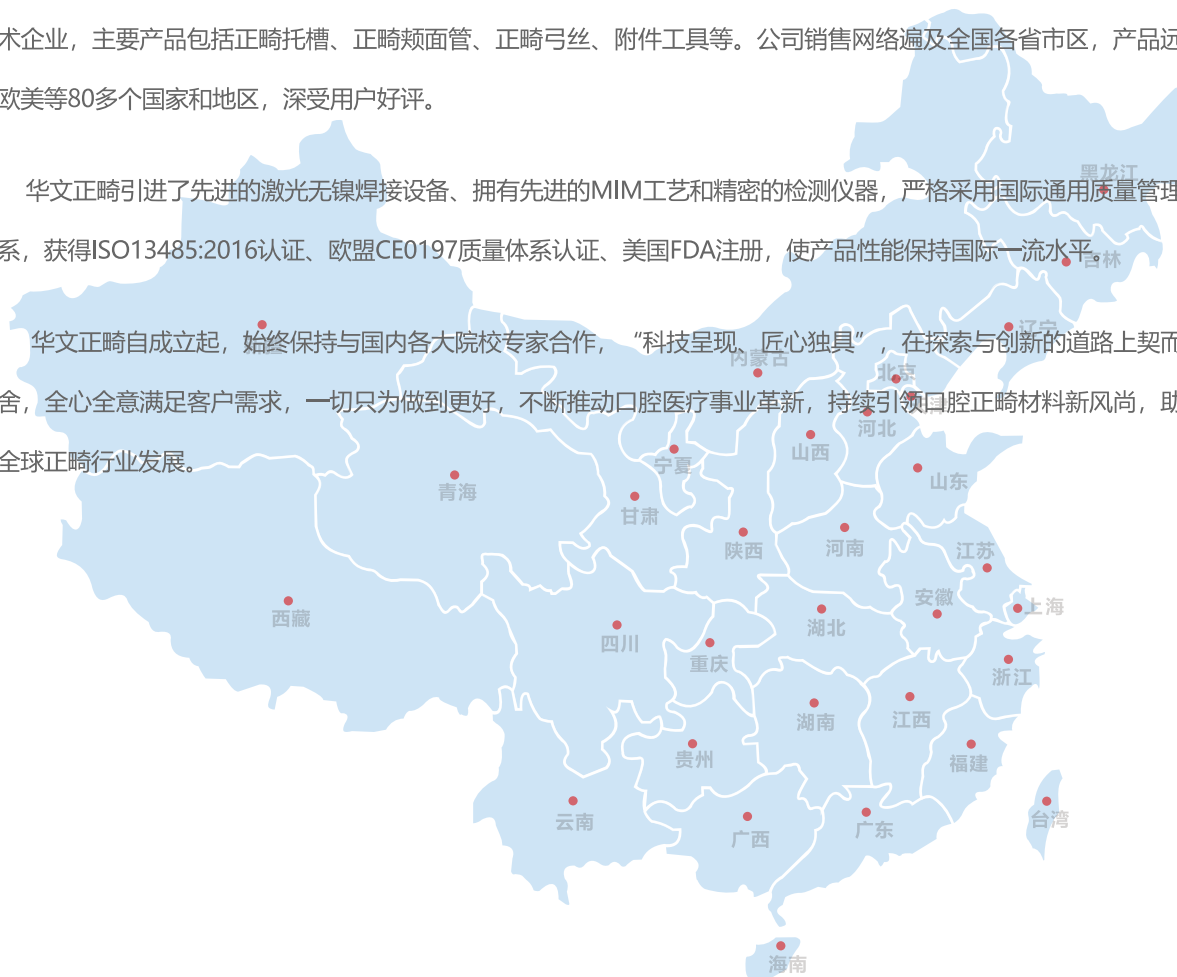 术企业，主要产品包括正畸托槽、正畸颊面管、正畸弓丝、附件工具等。公司销售网络遍及全国各省市区，产品远
欧美等80多个国家和地区，深受用户好评。
黑龙江
华文正畸引进了先进的激光无镍焊接设备、拥有先进的MIM工艺和精密的检测仪器，严格采用国际通用质量管理
系，获得ISO13485:2016认证、欧盟CE0197质量体系认证、美国FDA注册，使产品性能保持国际一流水平。
吉林
辽宁
华文正畸自成立起，始终保持与国内各大院校专家合作，“科技呈现、匠心独具”，在探索与创新的道路上契而
内蒙古
北京
舍，全心全意满足客户需求，一切只为做到更好，不断推动口腔医疗事业革新，持续引领口腔正畸材料新风尚，助
河北
山西
全球正畸行业发展。
宁夏
山东
青海
甘肃
陕西
河南
江苏
安徽
上海
西藏
湖北
四川
重庆
浙江
湖南
江西
贵州
福建
云南
广西
广东
台湾
海南